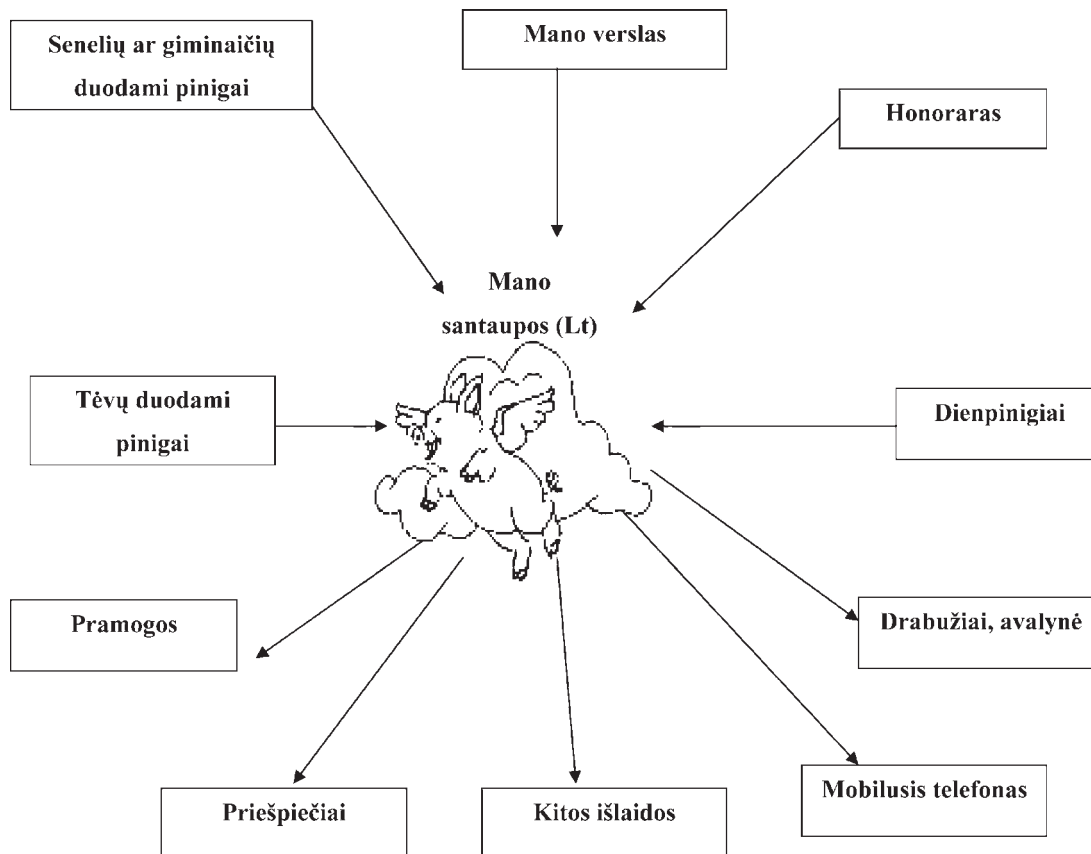 Senelių ar giminaičių
duodami pinigai
Mano verslas
Honoraras
Mano
santaupos (Lt)
Tėvų duodami
pinigai
Dienpinigiai
Pramogos
Drabužiai, avalynė
Priešpiečiai
Kitos išlaidos
Mobilusis telefonas